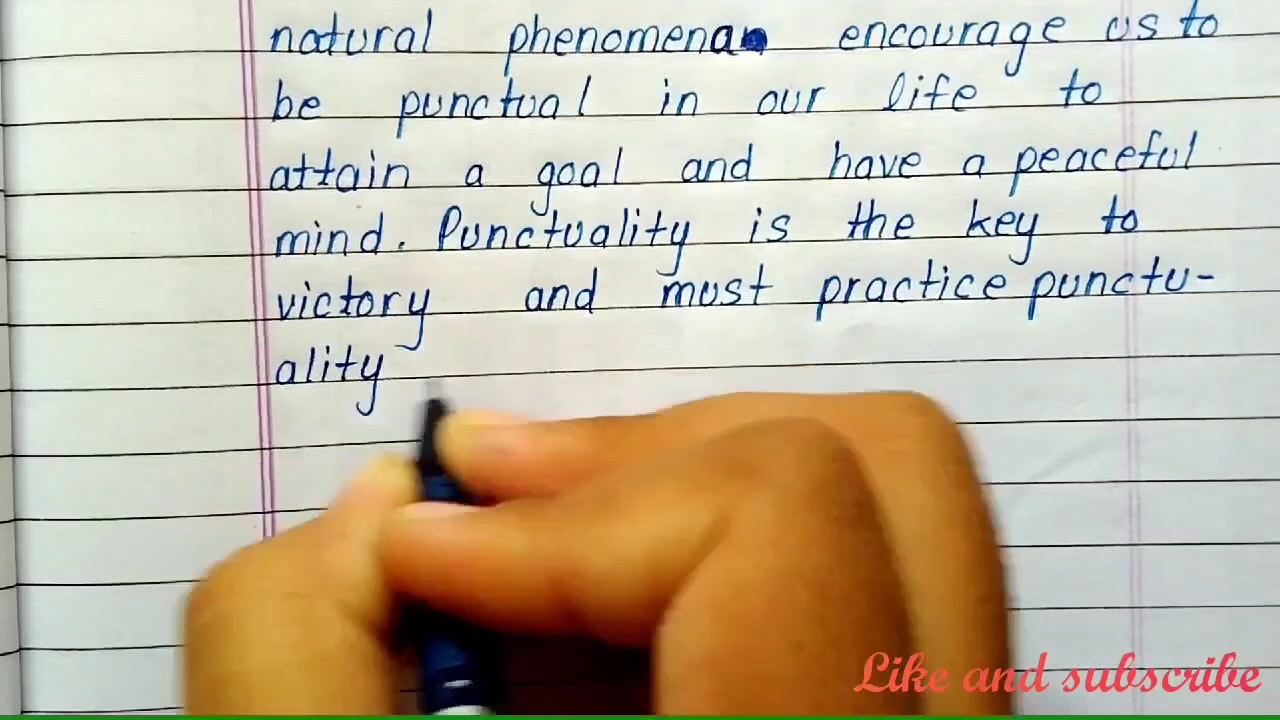 natural phenomena encourage us to
be punctual in our life to
attain a goal and have a peaceful
mind. Punctuality is the key to
victory and must practice punctu-
ality
Like and subscribe